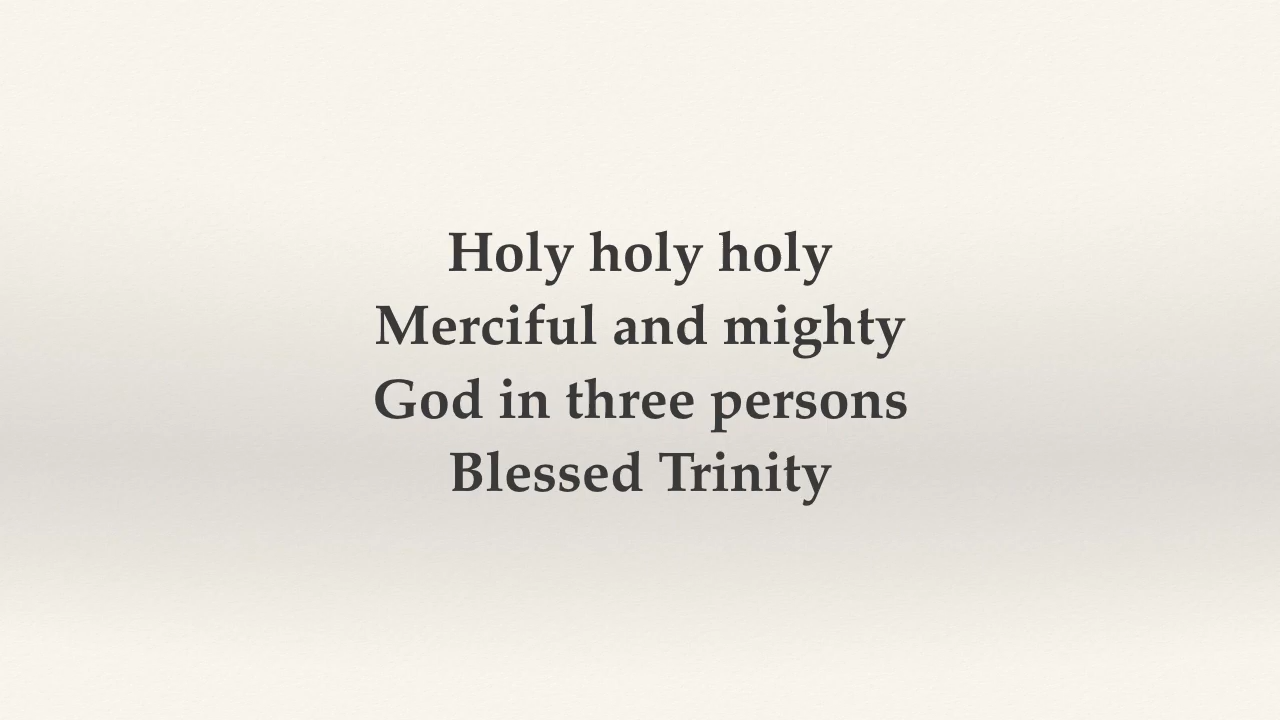 Holy holy holy
Merciful and mighty
God in three persons
Blessed Trinity